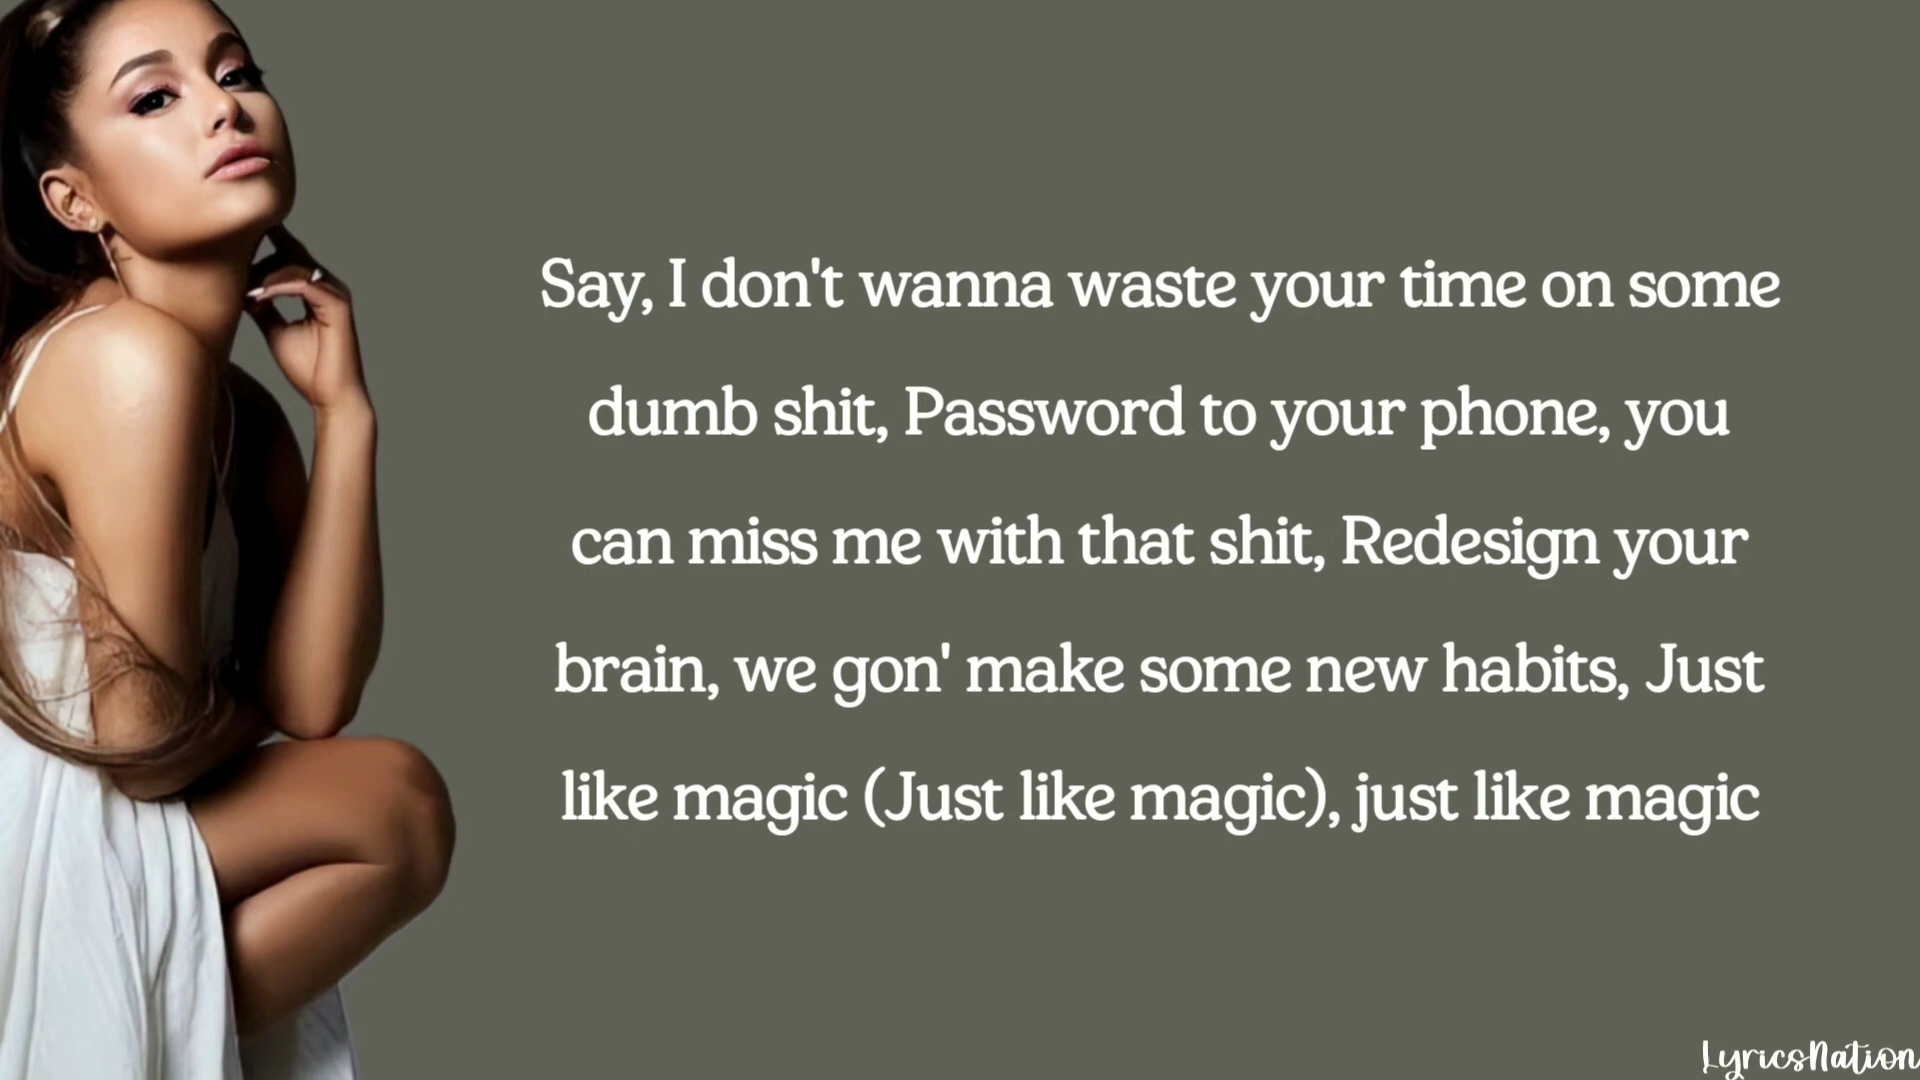 Say, I don't wanna waste your time on some
dumb shit, Password to your phone, you
can miss me with that shit, Redesign your
brain, we gon' make some new habits, Just
like magic (Just like magic), just like magic
LyricsNation